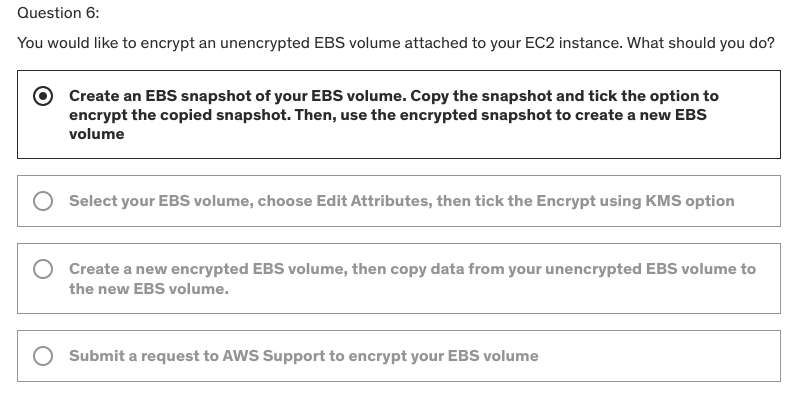 Question 6:
You would like to encrypt an unencrypted EBS volume attached to your EC2 instance. What should you do?
Create an EBS snapshot of your EBS volume. Copy the snapshot and tick the option to
encrypt the copied snapshot. Then, use the encrypted snapshot to create a new EBS
volume
Select your EBS volume, choose Edit Attributes, then tick the Encrypt using KMS option
Create a new encrypted EBS volume, then copy data from your unencrypted EBS volume to
the new EBS volume.
Submit a request to AWS Support to encrypt your EBS volume